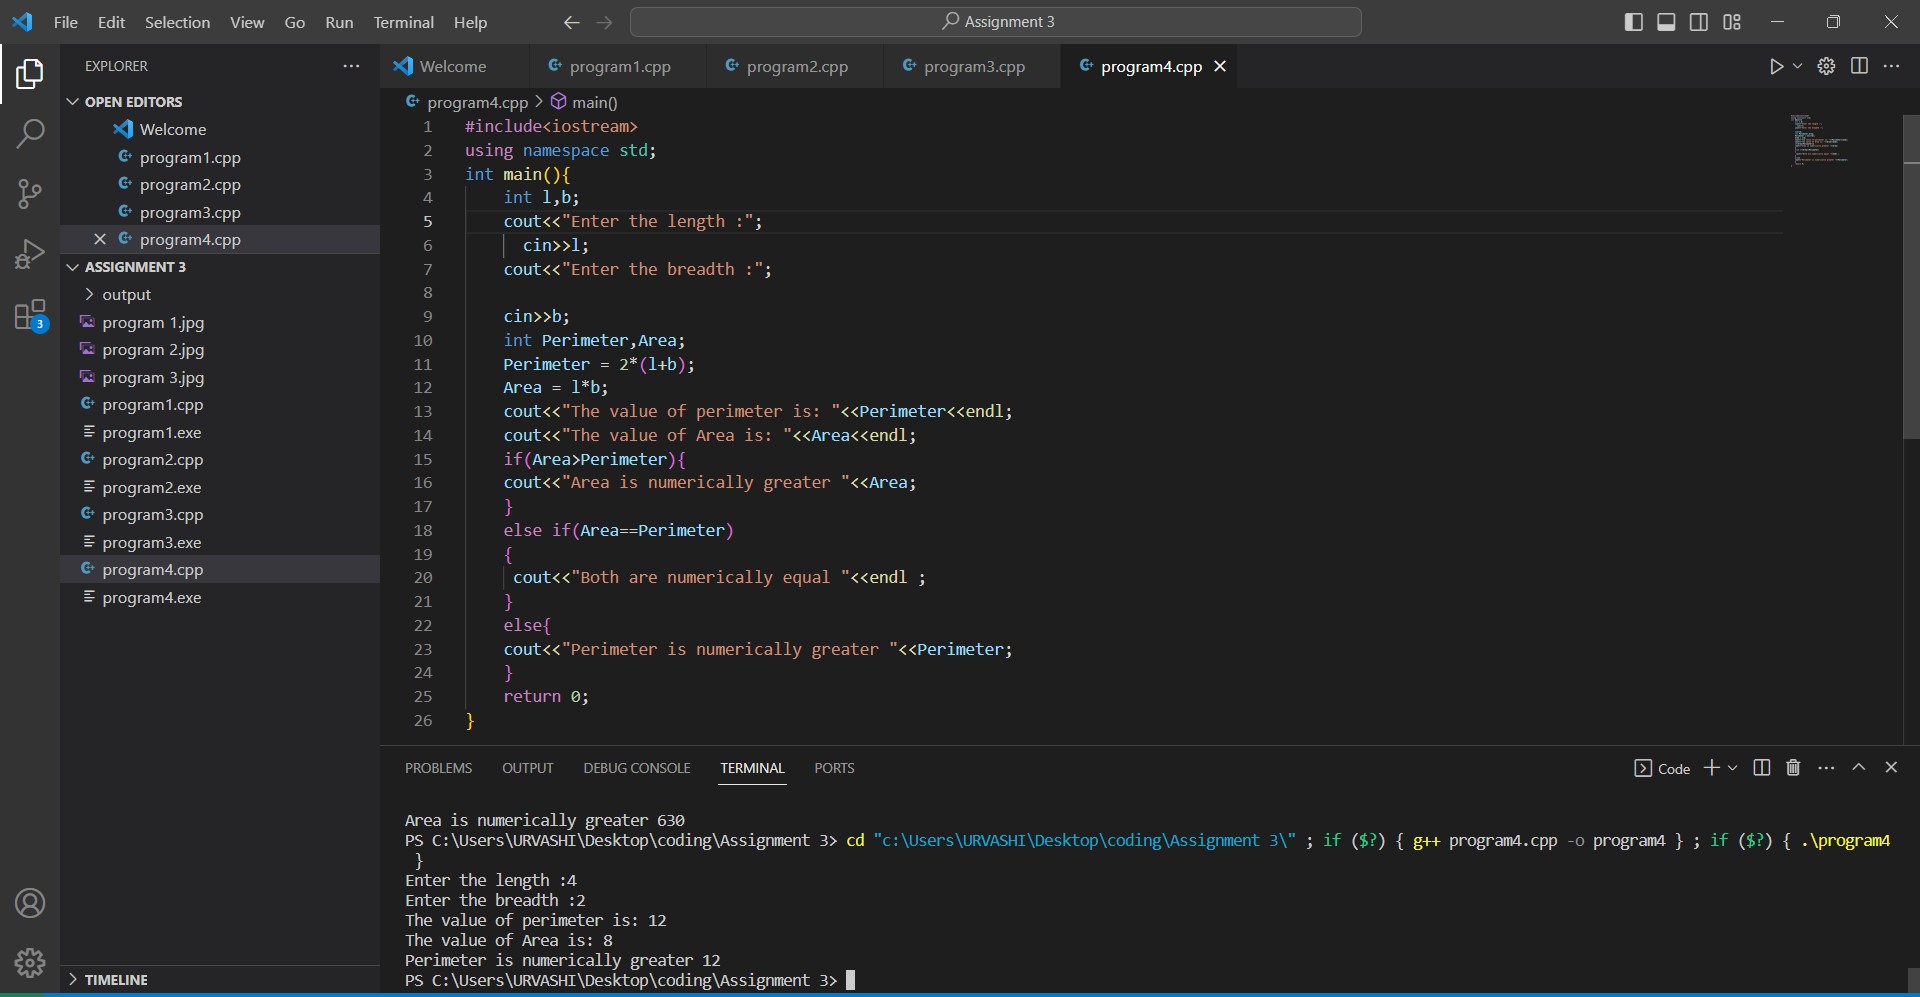 File Edit Selection View Go Run Terminal Help Assignment 3
EXPLORER
OPEN EDITORS
Welcome
program1.cpp
program2.cpp
program3.cpp
program4.cpp
ASSIGNMENT 3
output
program 1.jpg
program 2.jpg
program 3.jpg
program1.cpp
program1.exe
program2.cpp
program2.exe
program3.cpp
program3.exe
program4.cpp
program4.exe
TIMELINE
3
Welcome program1.cpp program2.cpp program3.cpp program4.cpp
program4.cpp > main()
1 #include<iostream>
2 using namespace std;
3 int main(){
4 int l,b;
5 cout<<"Enter the length :";
6 cin>>l;
7 cout<<"Enter the breadth :";
8
9 cin>>b;
10 int Perimeter,Area;
11 Perimeter = 2*(l+b);
12 Area = l*b;
13 cout<<"The value of perimeter is: "<<Perimeter<<endl;
14 cout<<"The value of Area is: "<<Area<<endl;
15 if(Area>Perimeter){
16 cout<<"Area is numerically greater "<<Area;
17 }
18 else if(Area==Perimeter)
19 {
20 cout<<"Both are numerically equal "<<endl ;
21 }
22 else{
23 cout<<"Perimeter is numerically greater "<<Perimeter;
24 }
25 return 0;
26 }
PROBLEMS OUTPUT DEBUG CONSOLE TERMINAL PORTS Code
Area is numerically greater 630
PS C:\Users\URVASHI\Desktop\coding\Assignment 3> cd "c:\Users\URVASHI\Desktop\coding\Assignment 3\" ; if ($?) { g++ program4.cpp -o program4 } ; if ($?) { .\program4
}
Enter the length :4
Enter the breadth :2
The value of perimeter is: 12
The value of Area is: 8
Perimeter is numerically greater 12
PS C:\Users\URVASHI\Desktop\coding\Assignment 3>